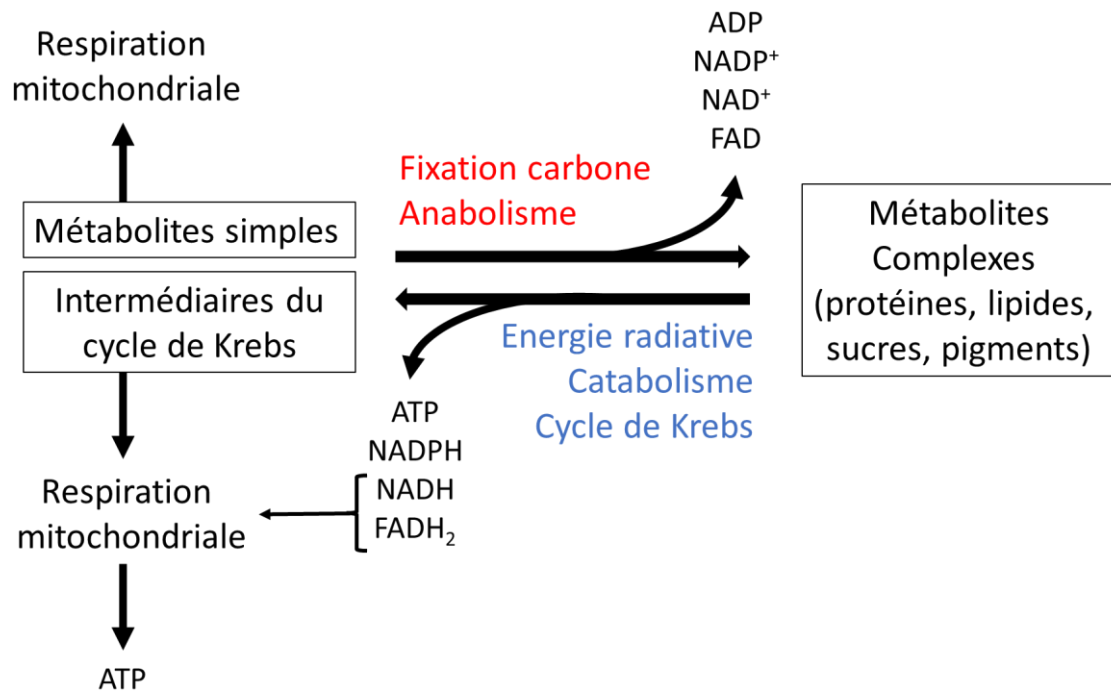 Respiration
mitochondriale
ADP
NADP⁺
NAD⁺
FAD
Fixation carbone
Anabolisme
Métabolites simples
Intermédiaires du
cycle de Krebs
Métabolites
Complexes
(protéines, lipides,
sucres, pigments)
Energie radiative
Catabolisme
Cycle de Krebs
ATP
NADPH
NADH
FADH₂
Respiration
mitochondriale
ATP